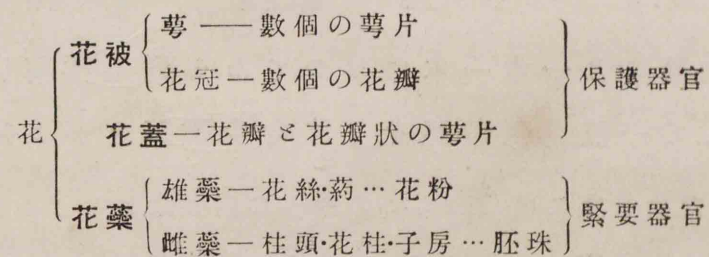 花
花被
萼 ── 數個の萼片
花冠─數個の花瓣
花蓋─花瓣と花瓣狀の萼片
保護器官
花蘂
雄蘂─花絲·葯…花粉
雌蘂─柱頭·花柱·子房…胚珠
緊要器官